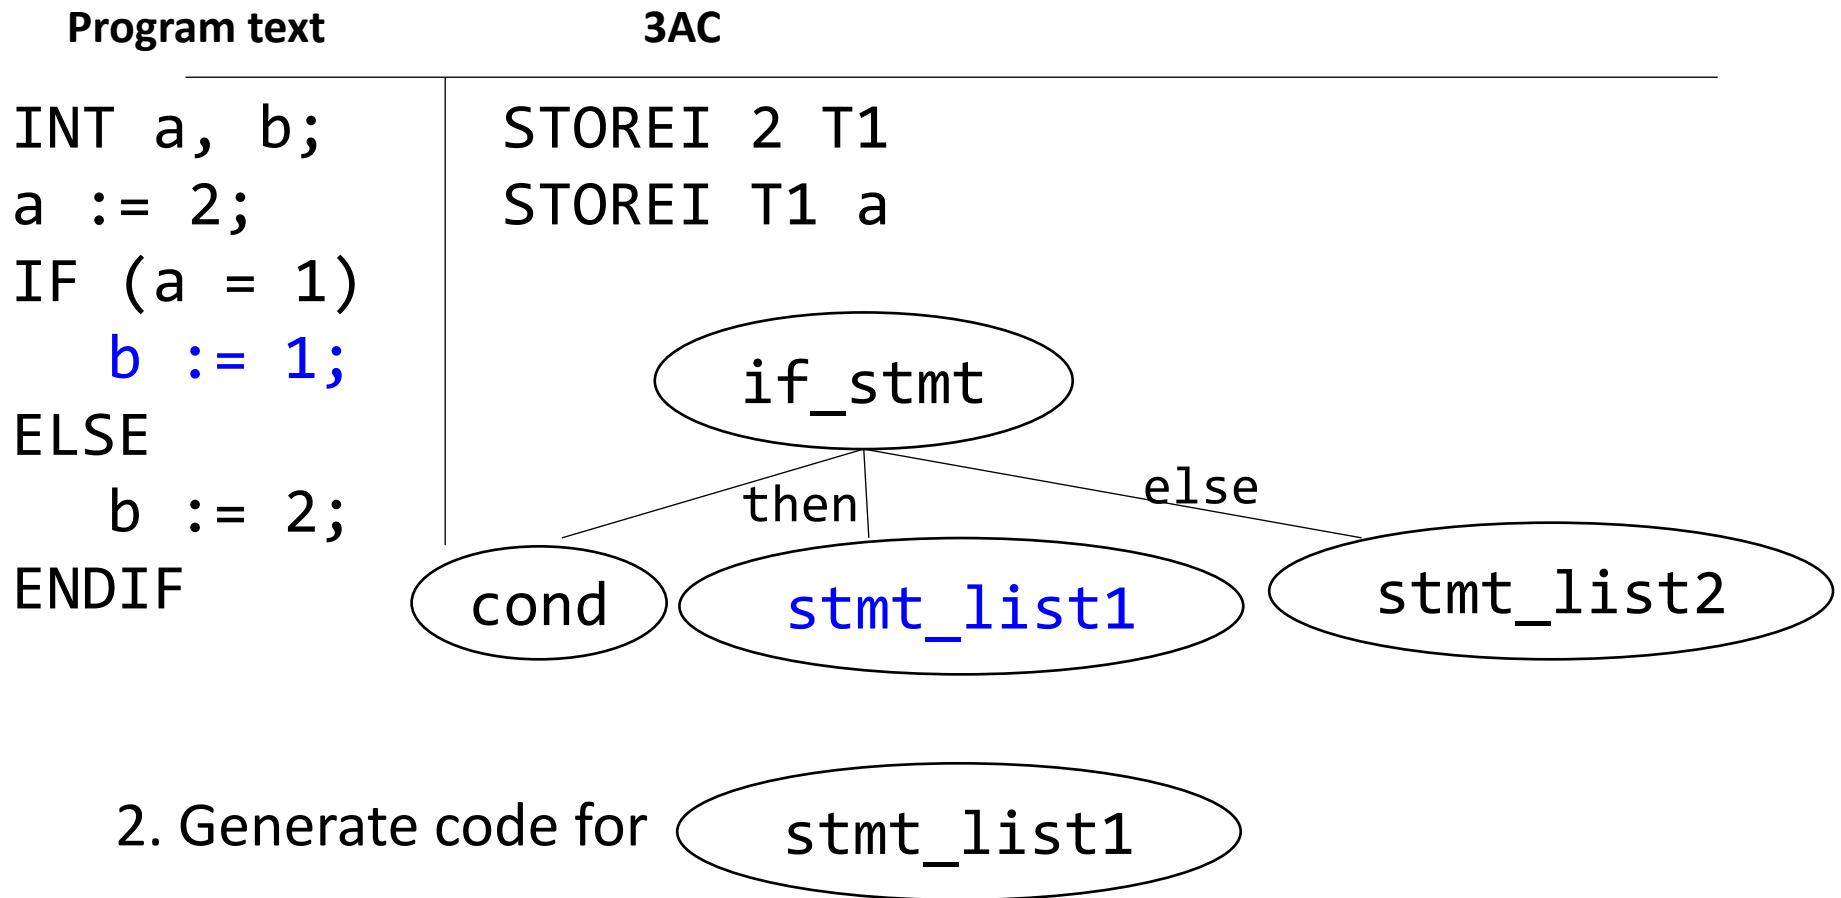 Program text
3AC
INT a, b;
a := 2;
IF (a = 1)
b := 1;
ELSE
b := 2;
ENDIF
STOREI 2 T1
STOREI T1 a
if_stmt
then
else
cond
stmt_list1
stmt_list2
2. Generate code for stmt_list1